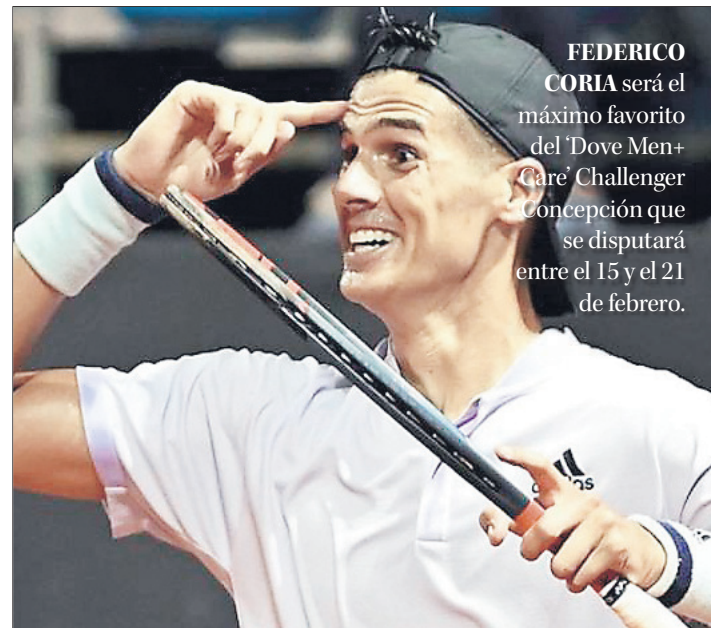 FEDERICO
CORIA será el
máximo favorito
del ‘Dove Men+
Care’ Challenger
Concepción que
se disputará
entre el 15 y el 21
de febrero.
adidas